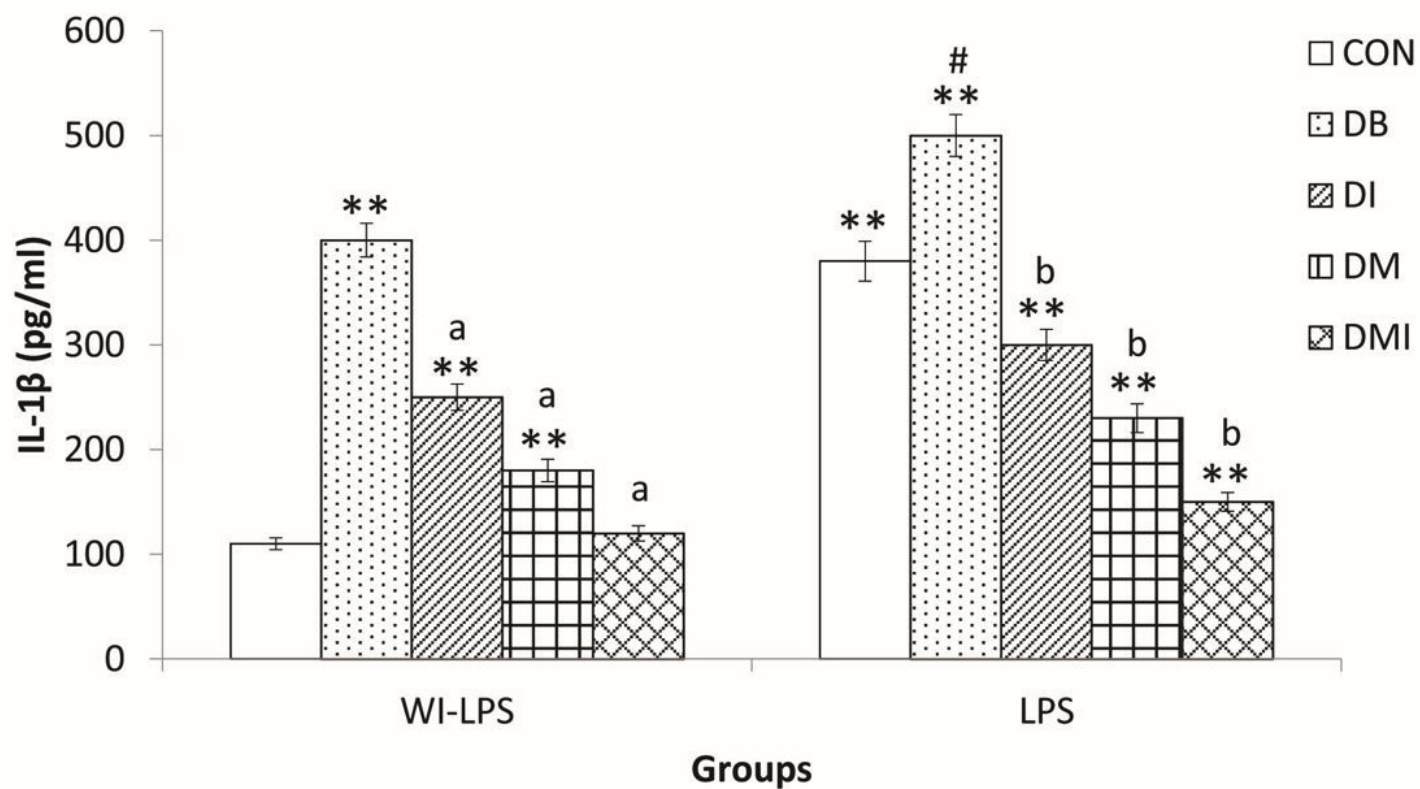 600
500
400
300
200
100
0
IL-1β (pg/ml)
**
a
**
a
**
a
**
#
**
b
**
b
**
b
**
WI-LPS
LPS
Groups
CON
DB
DI
DM
DMI